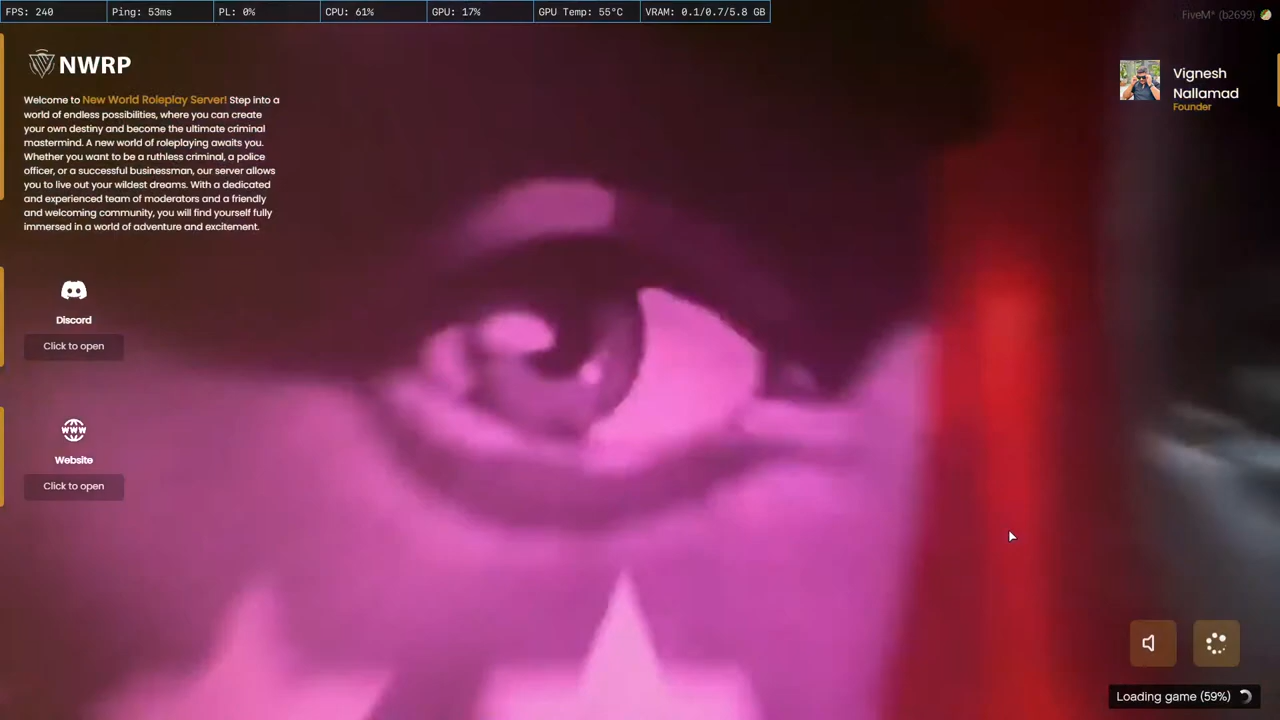 FPS: 240 Ping: 53ms PL: 0% CPU: 61% GPU: 17% GPU Temp: 55°C VRAM: 0.1/0.7/5.8 GB
FiveM* (b2699)
NWRP
Welcome to New World Roleplay Server! Step into a
world of endless possibilities, where you can create
your own destiny and become the ultimate criminal
mastermind. A new world of roleplaying awaits you.
Whether you want to be a ruthless criminal, a police
officer, or a successful businessman, our server allows
you to live out your wildest dreams. With a dedicated
and experienced team of moderators and a friendly
and welcoming community, you will find yourself fully
immersed in a world of adventure and excitement.
Vignesh
Nallamad
Founder
Discord
Click to open
WWW
Website
Click to open
Loading game (59%)